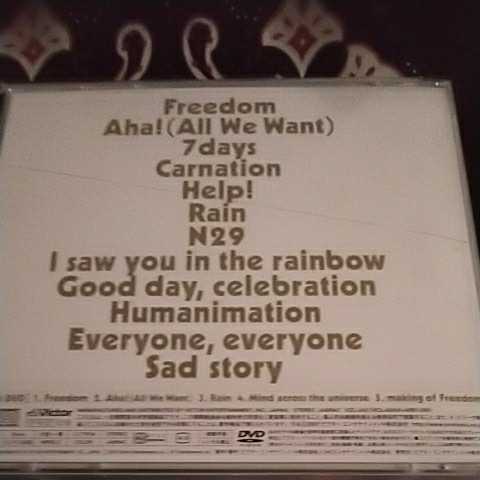 Freedom
Aha! (All We Want)
7days
Carnation
Help!
Rain
N29
I saw you in the rainbow
Good day, celebration
Humanimation
Everyone, everyone
Sad story
DVD 1. Freedom 2. Aha! (All We Want) 3. Rain 4. Mind across the universe 5. making of Freedom
Victor
DVD